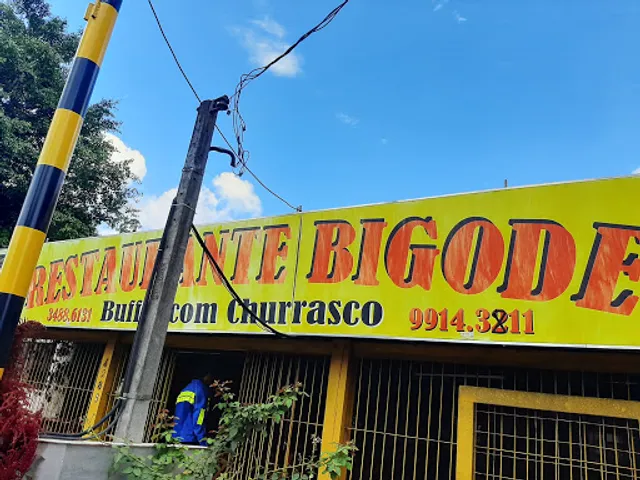 RESTAURANTE BIGODE
Buffet com Churrasco
3488.6131 9914.3211